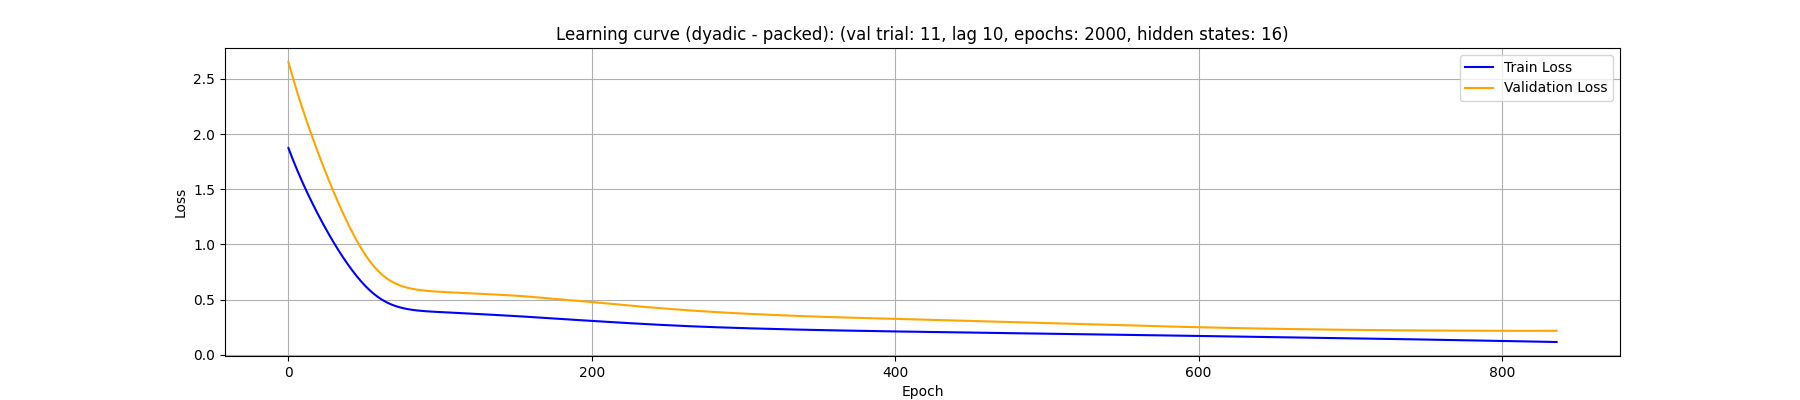 Learning curve (dyadic - packed): (val trial: 11, lag 10, epochs: 2000, hidden states: 16)
Train Loss
Validation Loss
Loss
2.5
2.0
1.5
1.0
0.5
0.0
0 200 400 600 800
Epoch